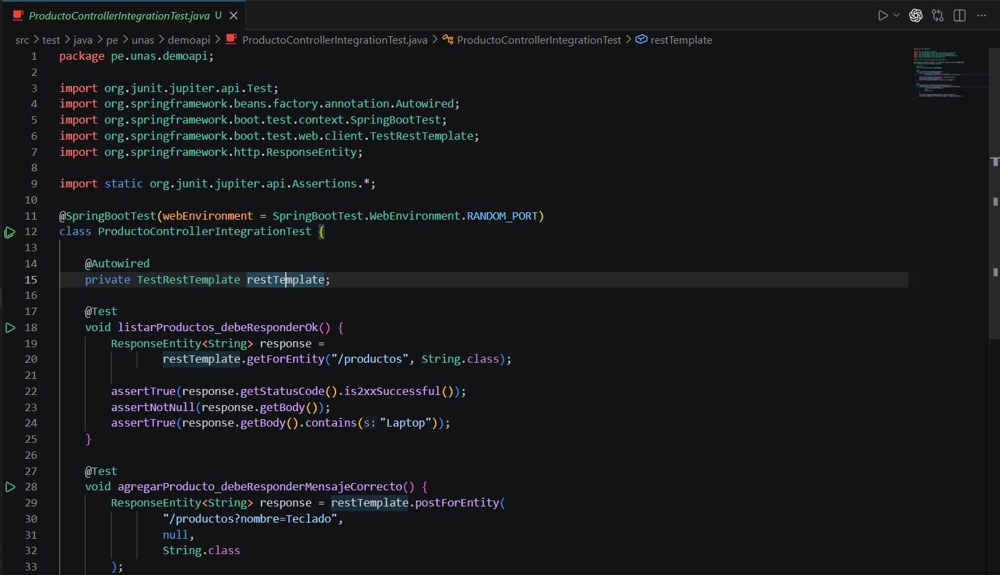 ProductoControllerIntegrationTest.java U
src > test > java > pe > unas > demoapi > ProductoControllerIntegrationTest.java > ProductoControllerIntegrationTest > restTemplate
1 package pe.unas.demoapi;
2
3 import org.junit.jupiter.api.Test;
4 import org.springframework.beans.factory.annotation.Autowired;
5 import org.springframework.boot.test.context.SpringBootTest;
6 import org.springframework.boot.test.web.client.TestRestTemplate;
7 import org.springframework.http.ResponseEntity;
8
9 import static org.junit.jupiter.api.Assertions.*;
10
11 @SpringBootTest(webEnvironment = SpringBootTest.WebEnvironment.RANDOM_PORT)
12 class ProductoControllerIntegrationTest {
13
14     @Autowired
15     private TestRestTemplate restTemplate;
16
17     @Test
18     void listarProductos_debeResponderOk() {
19         ResponseEntity<String> response =
20                 restTemplate.getForEntity("/productos", String.class);
21
22         assertTrue(response.getStatusCode().is2xxSuccessful());
23         assertNotNull(response.getBody());
24         assertTrue(response.getBody().contains(s: "Laptop"));
25     }
26
27     @Test
28     void agregarProducto_debeResponderMensajeCorrecto() {
29         ResponseEntity<String> response = restTemplate.postForEntity(
30                 "/productos?nombre=Teclado",
31                 null,
32                 String.class
33         );